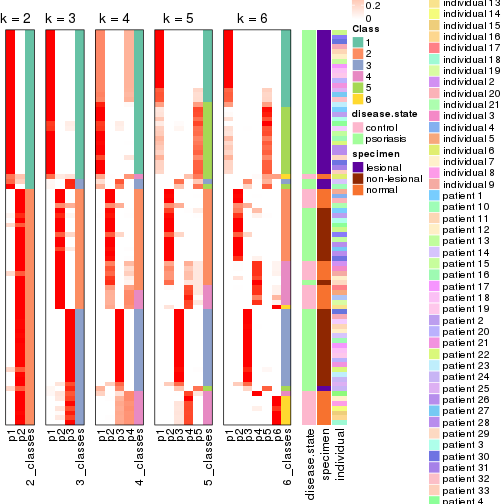 k = 2
k = 3
k = 4
k = 5
k = 6
0.2
0
Class
1
2
3
4
5
6
disease.state
control
psoriasis
specimen
lesional
non-lesional
normal
individual 13
individual 14
individual 15
individual 16
individual 17
individual 18
individual 19
individual 2
individual 20
individual 21
individual 3
individual 4
individual 5
individual 6
individual 7
individual 8
individual 9
patient 1
patient 10
patient 11
patient 12
patient 13
patient 14
patient 15
patient 16
patient 17
patient 18
patient 19
patient 2
patient 20
patient 21
patient 22
patient 23
patient 24
patient 25
patient 26
patient 27
patient 28
patient 29
patient 3
patient 30
patient 31
patient 32
patient 33
patient 4
p1
p2
2_classes
p1
p2
p3
3_classes
p1
p2
p3
p4
4_classes
p1
p2
p3
p4
p5
5_classes
p1
p2
p3
p4
p5
p6
6_classes
disease.state
specimen
individual